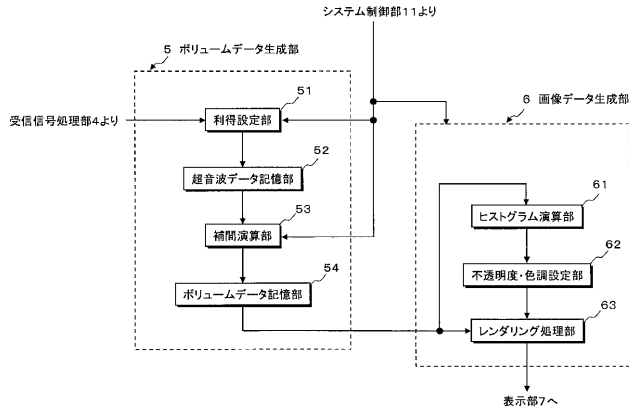 システム制御部11より
5 ボリュームデータ生成部
51
6 画像データ生成部
受信信号処理部4より
利得設定部
52
超音波データ記憶部
61
53
ヒストグラム演算部
補間演算部
62
54
不透明度・色調設定部
ボリュームデータ記憶部
63
レンダリング処理部
表示部7へ